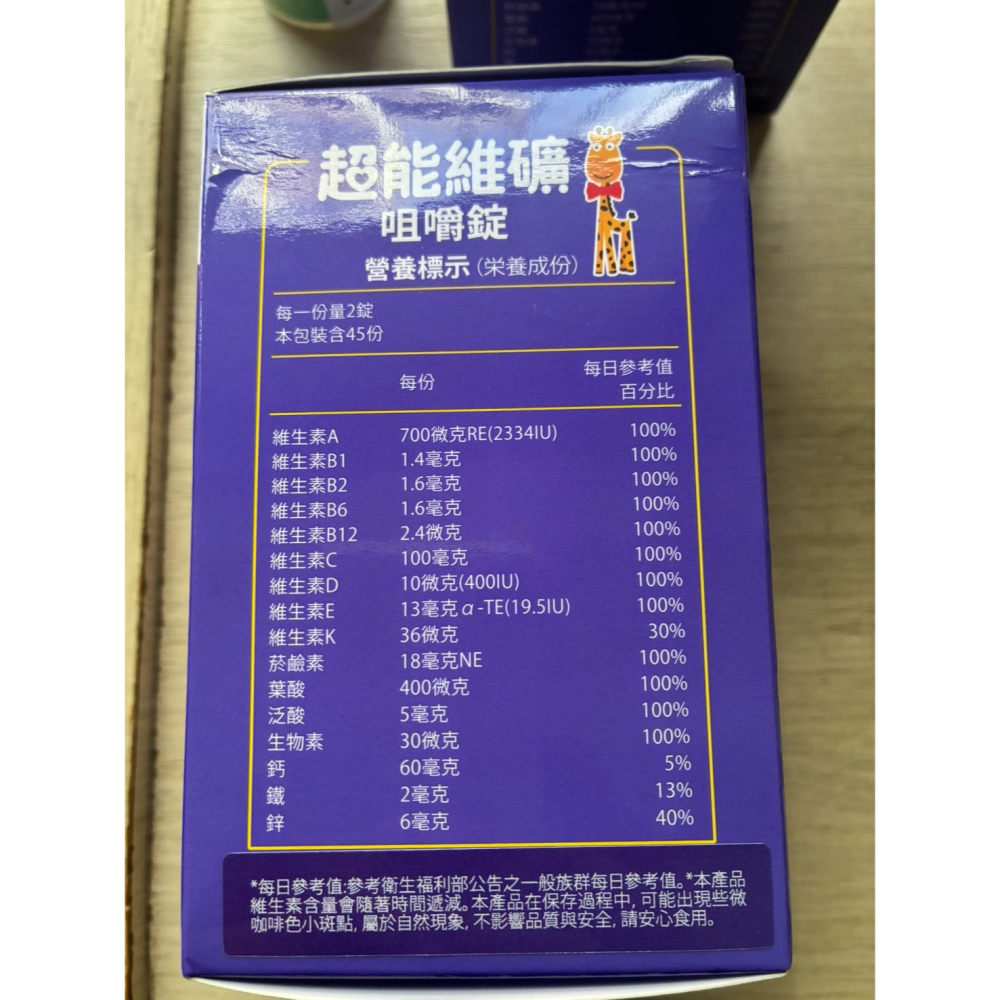 超能維礦
咀嚼錠
營養標示(栄養成份)
每一份量2錠
本包裝含45份
每份 每日參考值
百分比
維生素A 700微克RE(2334IU) 100%
維生素B1 1.4毫克 100%
維生素B2 1.6毫克 100%
維生素B6 1.6毫克 100%
維生素B12 2.4微克 100%
維生素C 100毫克 100%
維生素D 10微克(400IU) 100%
維生素E 13毫克α-TE(19.5IU) 100%
維生素K 36微克 30%
菸鹼素 18毫克NE 100%
葉酸 400微克 100%
泛酸 5毫克 100%
生物素 30微克 100%
鈣 60毫克 5%
鐵 2毫克 13%
鋅 6毫克 40%
*每日參考值:參考衛生福利部公告之一般族群每日參考值。*本產品
維生素含量會隨著時間遞減。本產品在保存過程中, 可能出現些微
咖啡色小斑點, 屬於自然現象, 不影響品質與安全, 請安心食用。